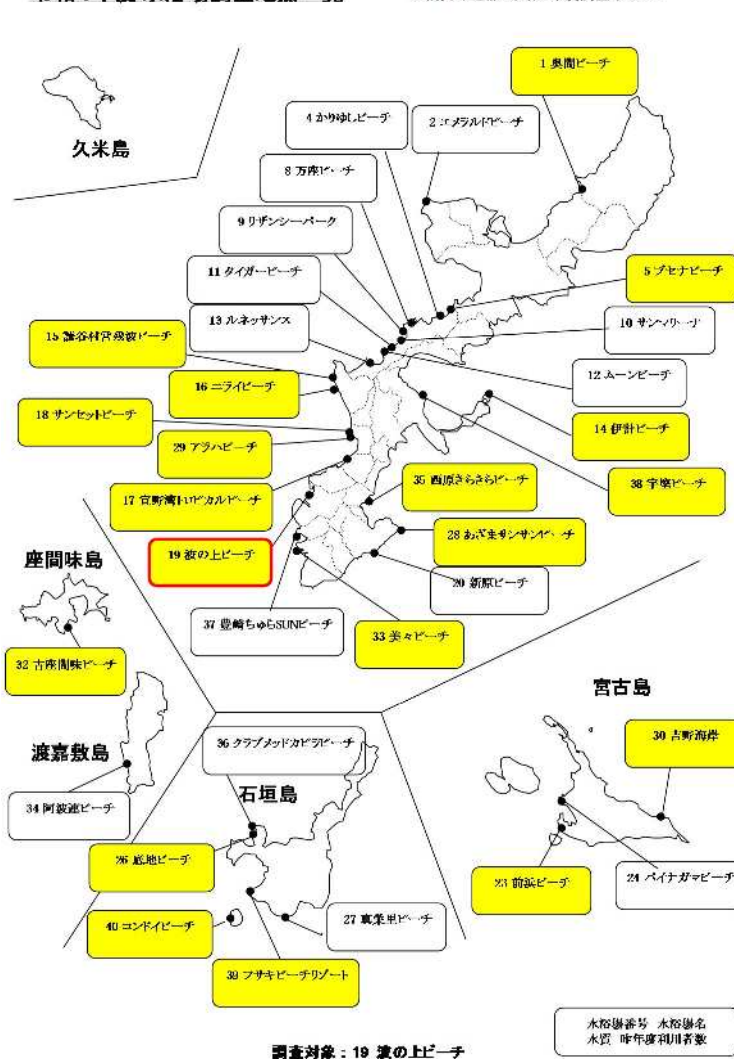 久米島
1 奥間ビーチ
4 かりゆしビーチ
2 エメラルドビーチ
8 万座ビーチ
9 リザンシーパーク
11 タイガービーチ
5 ブセナビーチ
13 ルネッサンス
10 サンマリーナ
15 読谷村営残波ビーチ
12 ムーンビーチ
16 ニライビーチ
18 サンセットビーチ
14 伊計ビーチ
29 アラハビーチ
35 西原きらきらビーチ
38 宇堅ビーチ
17 宜野湾トロピカルビーチ
28 あざまサンサンビーチ
19 波の上ビーチ
座間味島
20 新原ビーチ
37 豊崎ちゅらSUNビーチ
33 美々ビーチ
32 古座間味ビーチ
宮古島
渡嘉敷島
36 クラブメッドカビラビーチ
30 吉野海岸
石垣島
34 阿波連ビーチ
26 底地ビーチ
23 前浜ビーチ
24 パイナガマビーチ
40 コンドイビーチ
27 真栄里ビーチ
39 フサキビーチリゾート
水浴場番号 水浴場名
水質 昨年度利用者数
調査対象：19 波の上ビーチ